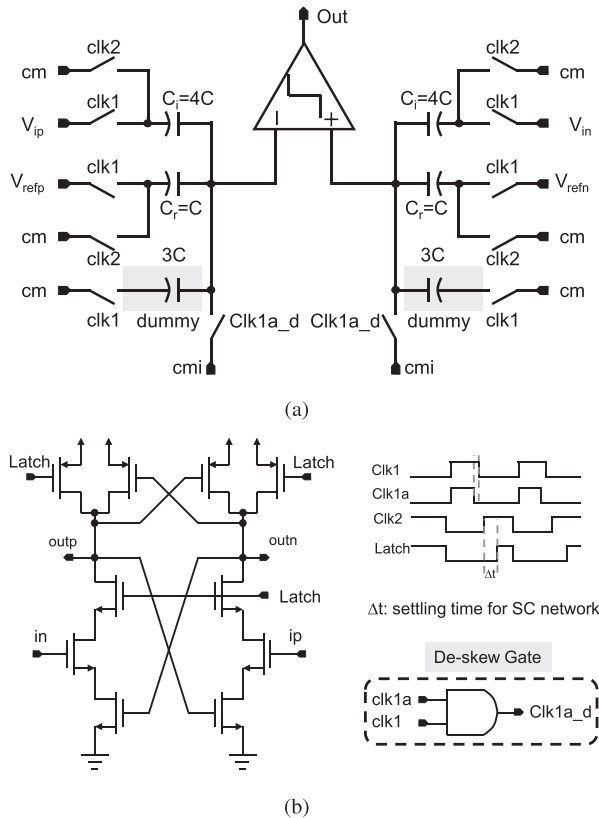 Out
clk2
cm
clk1
C_i=4C
V_ip
clk1
V_refp
C_r=C
cm
clk2
3C
cm
clk1
dummy
Clk1a_d
cmi
− +
clk2
cm
C_i=4C
clk1
V_in
clk1
V_refn
C_r=C
cm
clk2
3C
cm
clk1
dummy
Clk1a_d
cmi
(a)
Latch
Latch
outp
outn
Latch
in
ip
Clk1
Clk1a
Clk2
Latch
Δt
Δt: settling time for SC network
De-skew Gate
clk1a
clk1
Clk1a_d
(b)